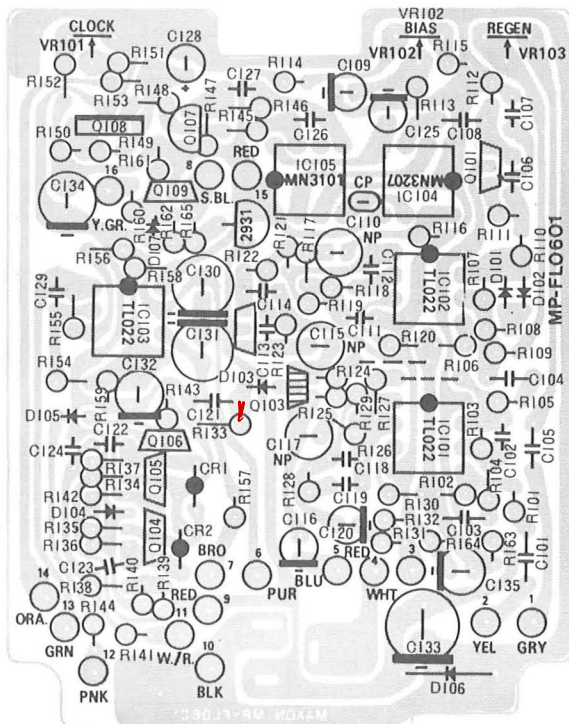 CLOCK
VR101
R151
C128
R114
C109
VR102
BIAS
VR102
R115
REGEN
VR103
R152
R153
R148
R147
C127
R146
R145
C126
R113
C125
C108
R112
C107
R150
Q108
R149
R161
Q107
8
RED
IC105
MN3101
CP
MN3207
IC104
Q101
C106
C134
16
Q109
S.BL.
15
Y.GR.
R160
D107
R162
R165
2931
R121
R117
C110
NP
R116
R111
R110
R156
R158
C130
R122
R118
C112
IC102
TL022
R107
D101
D102
MP-FL0601
C129
R155
IC103
TL022
C114
R119
C111
C131
C113
R123
C115
NP
R120
R106
R108
R109
R154
C132
R159
R143
D103
R124
C104
D105
C121
Q103
R125
R129
R127
R103
R105
R133
C122
C124
Q106
C117
NP
R126
C118
IC101
TL022
C102
C105
R137
R134
Q105
CR1
R142
R157
R128
C119
R102
R104
R101
D104
R135
R136
Q104
CR2
C116
C120
R130
R132
R131
C103
R164
R163
C101
C123
R138
R140
R139
BRO
7
6
PUR
BLU
5
RED
4
WHT
3
C135
14
ORA.
13
GRN
R144
RED
9
11
W./R.
R141
10
BLK
12
PNK
C133
D106
2
YEL
1
GRY
MAXON MP-FL0601